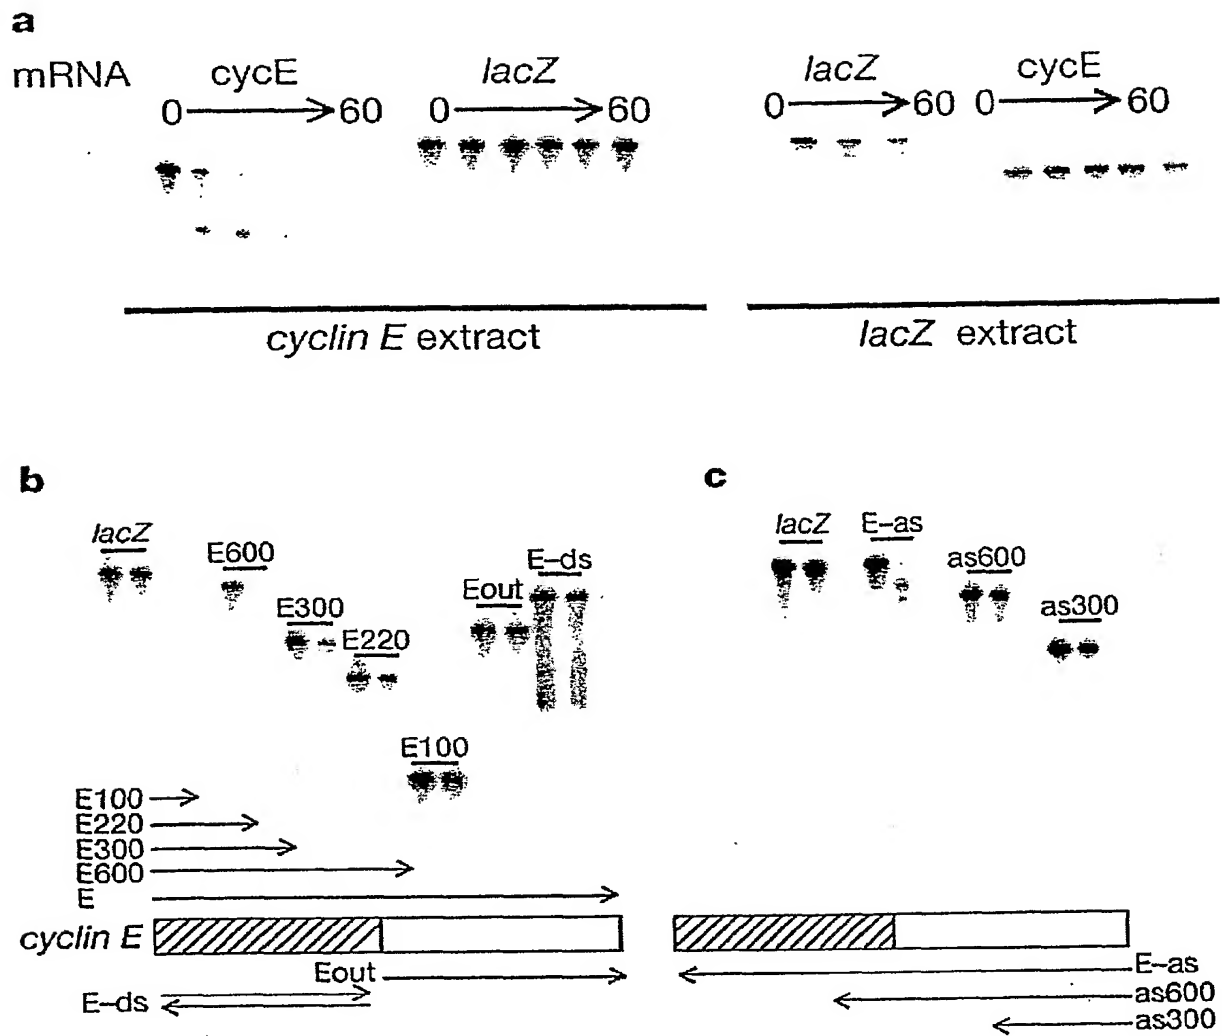 a
mRNA cycE lacZ lacZ cycE
0 60 0 60 0 60 0 60
cyclin E extract lacZ extract
b
lacZ
E600
E300
E220
E100
Eout
E–ds
E100
E220
E300
E600
E
cyclin E
Eout
E–ds
c
lacZ
E–as
as600
as300
E–as
as600
as300